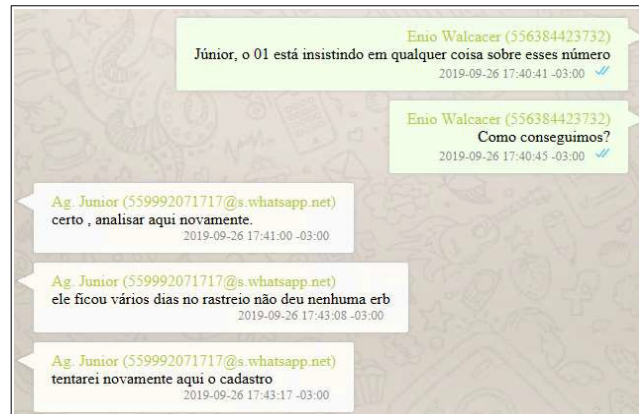 Enio Walcacer (556384423732)
Júnior, o 01 está insistindo em qualquer coisa sobre esses número
2019-09-26 17:40:41 -03:00
Enio Walcacer (556384423732)
Como conseguimos?
2019-09-26 17:40:45 -03:00
Ag. Junior (559992071717@s.whatsapp.net)
certo , analisar aqui novamente.
2019-09-26 17:41:00 -03:00
Ag. Junior (559992071717@s.whatsapp.net)
ele ficou vários dias no rastreio não deu nenhuma erb
2019-09-26 17:43:08 -03:00
Ag. Junior (559992071717@s.whatsapp.net)
tentarei novamente aqui o cadastro
2019-09-26 17:43:17 -03:00